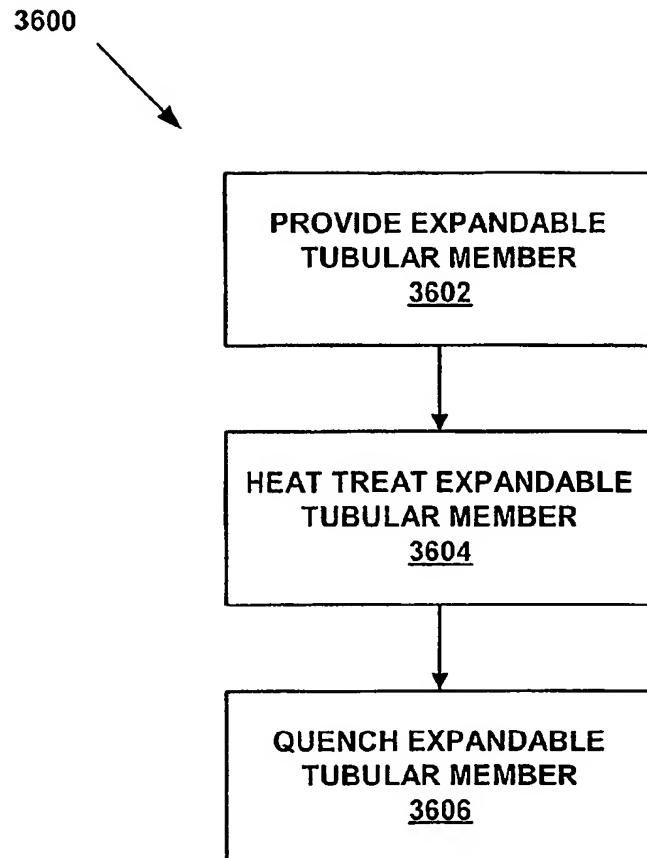 3600
PROVIDE EXPANDABLE
TUBULAR MEMBER
3602
HEAT TREAT EXPANDABLE
TUBULAR MEMBER
3604
QUENCH EXPANDABLE
TUBULAR MEMBER
3606